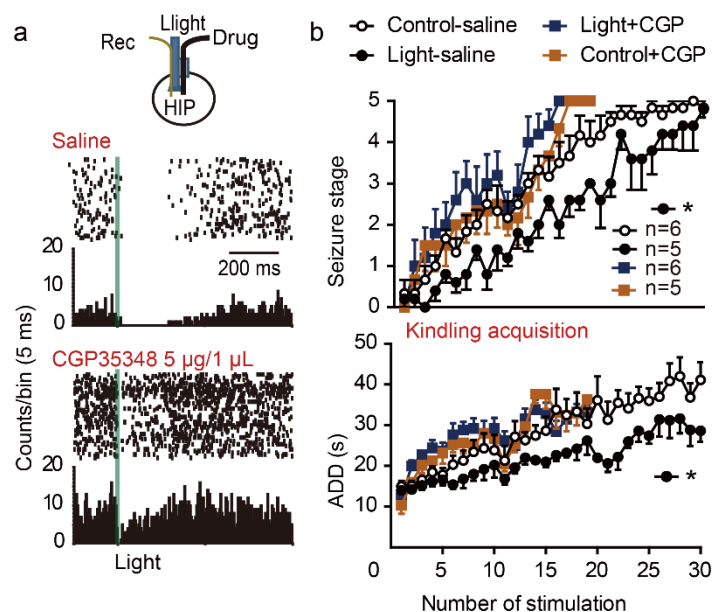 a
Llight
Rec
Drug
HIP
Saline
200 ms
20
10
0
Counts/bin (5 ms)
CGP35348 5 μg/1 μL
20
10
0
Light
b
Control-saline
Light+CGP
Light-saline
Control+CGP
5
4
3
2
1
0
Seizure stage
*
n=6
n=5
n=6
n=5
Kindling acquisition
50
40
30
20
10
ADD (s)
*
0
5
10
15
20
25
30
Number of stimulation